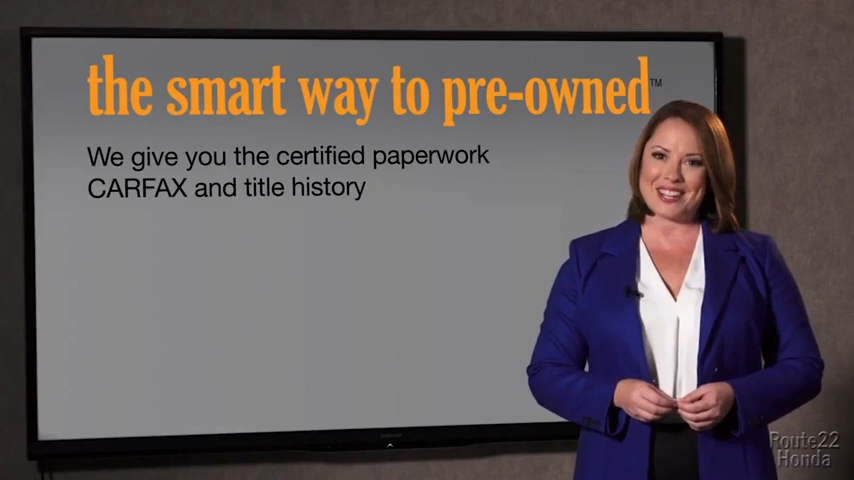 the smart way to pre-owned™
We give you the certified paperwork
CARFAX and title history
Route22
Honda